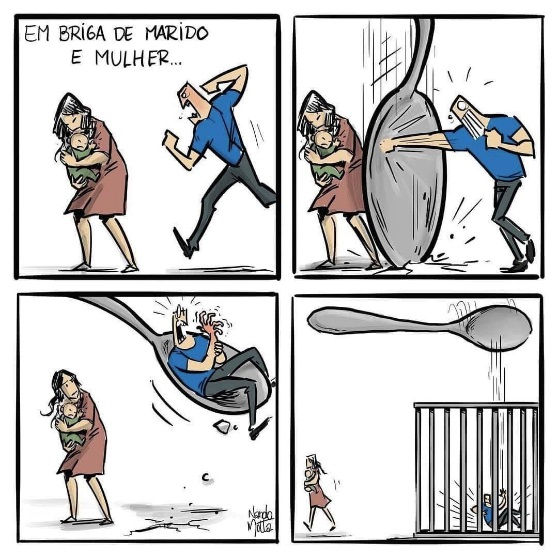 EM BRIGA DE MARIDO
E MULHER...
Nando
Motta